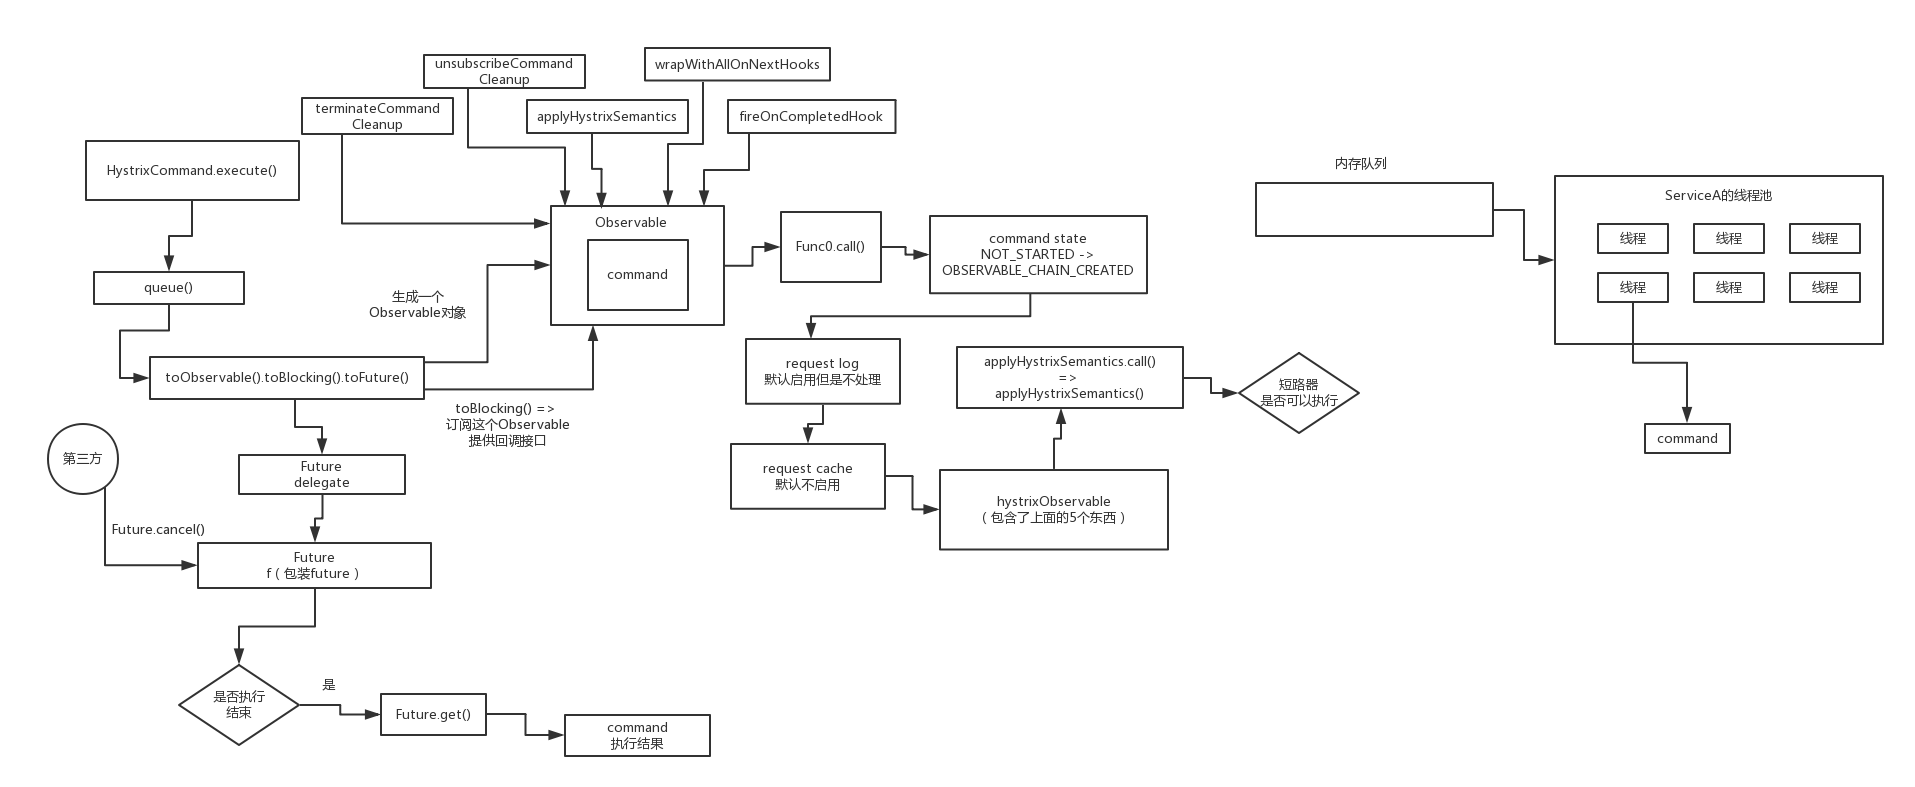 unsubscribeCommand
Cleanup
wrapWithAllOnNextHooks
terminateCommand
Cleanup
applyHystrixSemantics
fireOnCompletedHook
HystrixCommand.execute()
queue()
生成一个
Observable对象
toObservable().toBlocking().toFuture()
toBlocking() =>
订阅这个Observable
提供回调接口
Observable
command
Func0.call()
command state
NOT_STARTED ->
OBSERVABLE_CHAIN_CREATED
request log
默认启用但是不处理
request cache
默认不启用
hystrixObservable
（包含了上面的5个东西）
applyHystrixSemantics.call()
=>
applyHystrixSemantics()
短路器
是否可以执行
内存队列
ServiceA的线程池
线程
线程
线程
线程
线程
线程
command
第三方
Future.cancel()
Future
delegate
Future
f（包装future）
是否执行
结束
是
Future.get()
command
执行结果